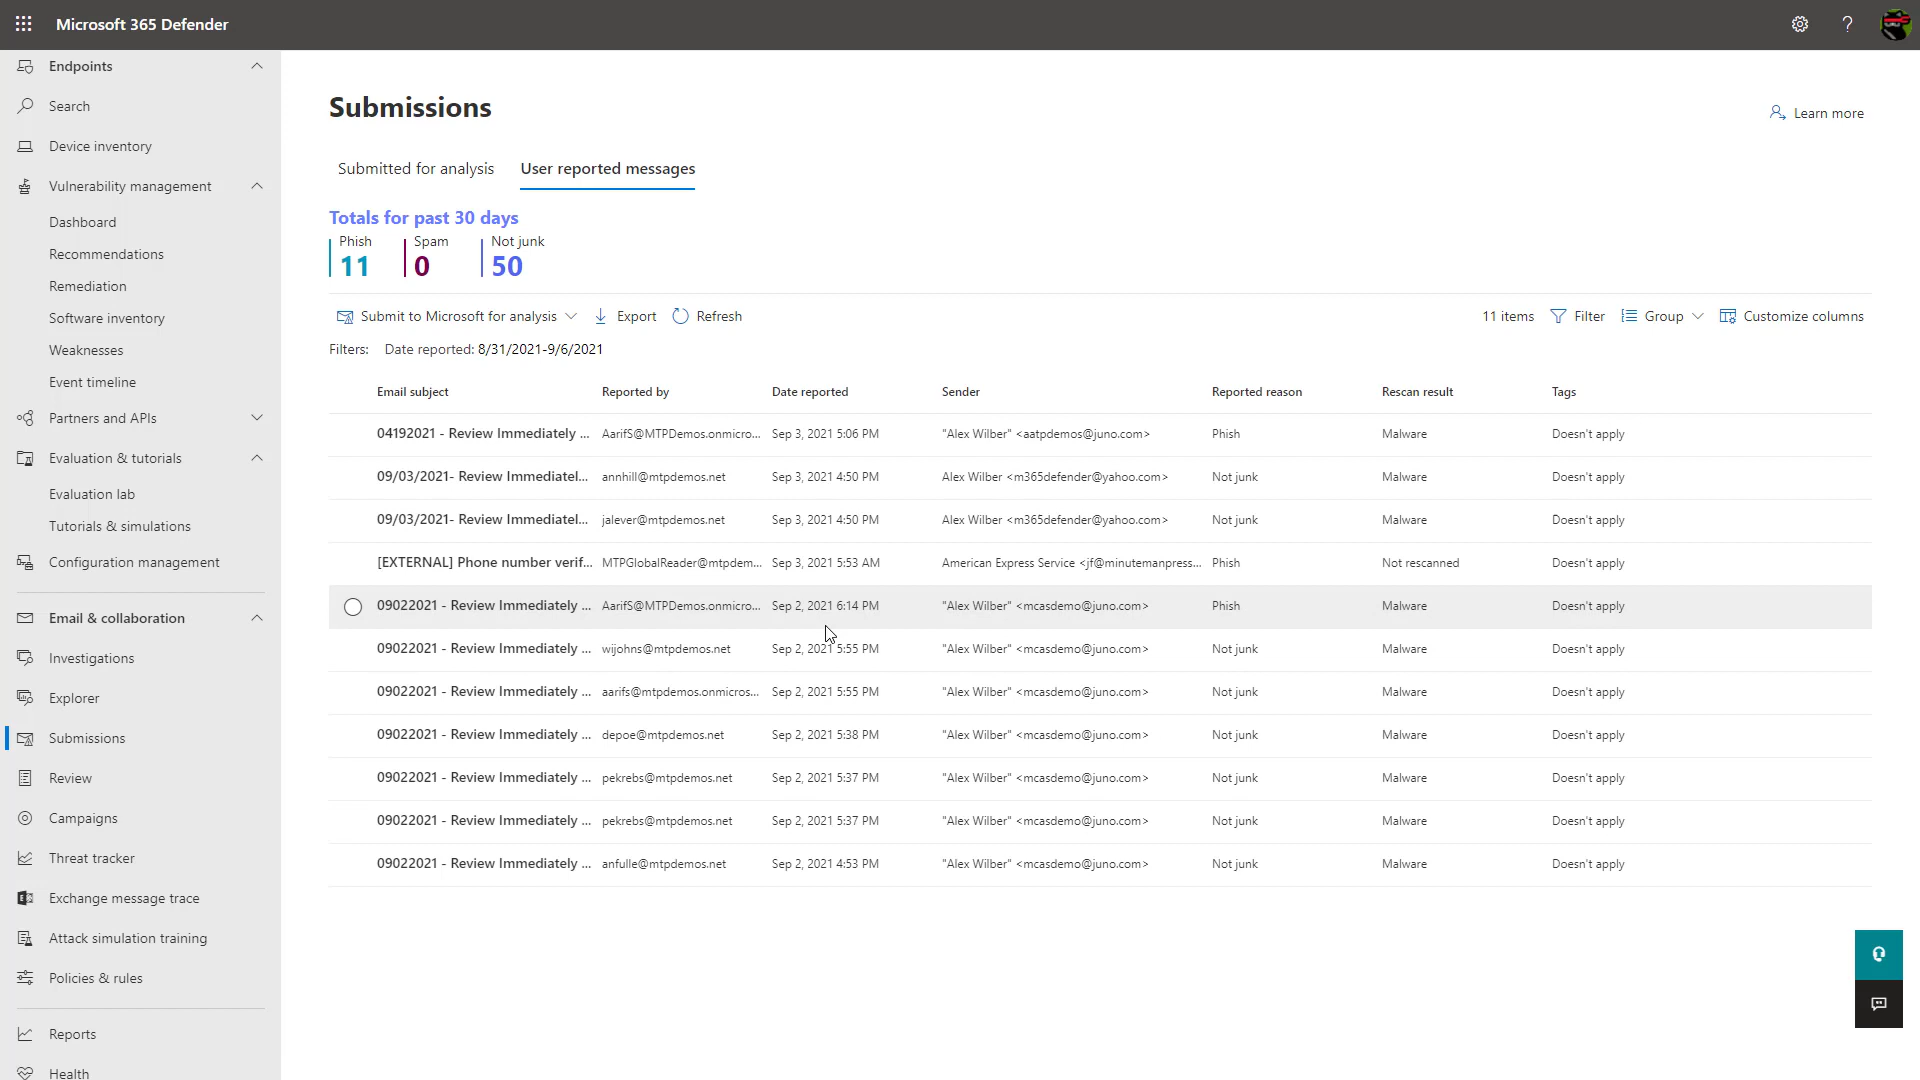 Microsoft 365 Defender
?
Endpoints
Search
Device inventory
Vulnerability management
Dashboard
Recommendations
Remediation
Software inventory
Weaknesses
Event timeline
Partners and APIs
Evaluation & tutorials
Evaluation lab
Tutorials & simulations
Configuration management
Email & collaboration
Investigations
Explorer
Submissions
Review
Campaigns
Threat tracker
Exchange message trace
Attack simulation training
Policies & rules
Reports
Health
Submissions
Learn more
Submitted for analysis User reported messages
Totals for past 30 days
Phish Spam Not junk
11 0 50
Submit to Microsoft for analysis Export Refresh 11 items Filter Group Customize columns
Filters: Date reported: 8/31/2021-9/6/2021
Email subject Reported by Date reported Sender Reported reason Rescan result Tags
04192021 - Review Immediately ... AarifS@MTPDemos.onmicro... Sep 3, 2021 5:06 PM "Alex Wilber" <aatpdemos@juno.com> Phish Malware Doesn't apply
09/03/2021- Review Immediatel... annhill@mtpdemos.net Sep 3, 2021 4:50 PM Alex Wilber <m365defender@yahoo.com> Not junk Malware Doesn't apply
09/03/2021- Review Immediatel... jalever@mtpdemos.net Sep 3, 2021 4:50 PM Alex Wilber <m365defender@yahoo.com> Not junk Malware Doesn't apply
[EXTERNAL] Phone number verif... MTPGlobalReader@mtpdem... Sep 3, 2021 5:53 AM American Express Service <jf@minutemanpress... Phish Not rescanned Doesn't apply
09022021 - Review Immediately ... AarifS@MTPDemos.onmicro... Sep 2, 2021 6:14 PM "Alex Wilber" <mcasdemo@juno.com> Phish Malware Doesn't apply
09022021 - Review Immediately ... wijohns@mtpdemos.net Sep 2, 2021 5:55 PM "Alex Wilber" <mcasdemo@juno.com> Not junk Malware Doesn't apply
09022021 - Review Immediately ... aarifs@mtpdemos.onmicros... Sep 2, 2021 5:55 PM "Alex Wilber" <mcasdemo@juno.com> Not junk Malware Doesn't apply
09022021 - Review Immediately ... depoe@mtpdemos.net Sep 2, 2021 5:38 PM "Alex Wilber" <mcasdemo@juno.com> Not junk Malware Doesn't apply
09022021 - Review Immediately ... pekrebs@mtpdemos.net Sep 2, 2021 5:37 PM "Alex Wilber" <mcasdemo@juno.com> Not junk Malware Doesn't apply
09022021 - Review Immediately ... pekrebs@mtpdemos.net Sep 2, 2021 5:37 PM "Alex Wilber" <mcasdemo@juno.com> Not junk Malware Doesn't apply
09022021 - Review Immediately ... anfulle@mtpdemos.net Sep 2, 2021 4:53 PM "Alex Wilber" <mcasdemo@juno.com> Not junk Malware Doesn't apply